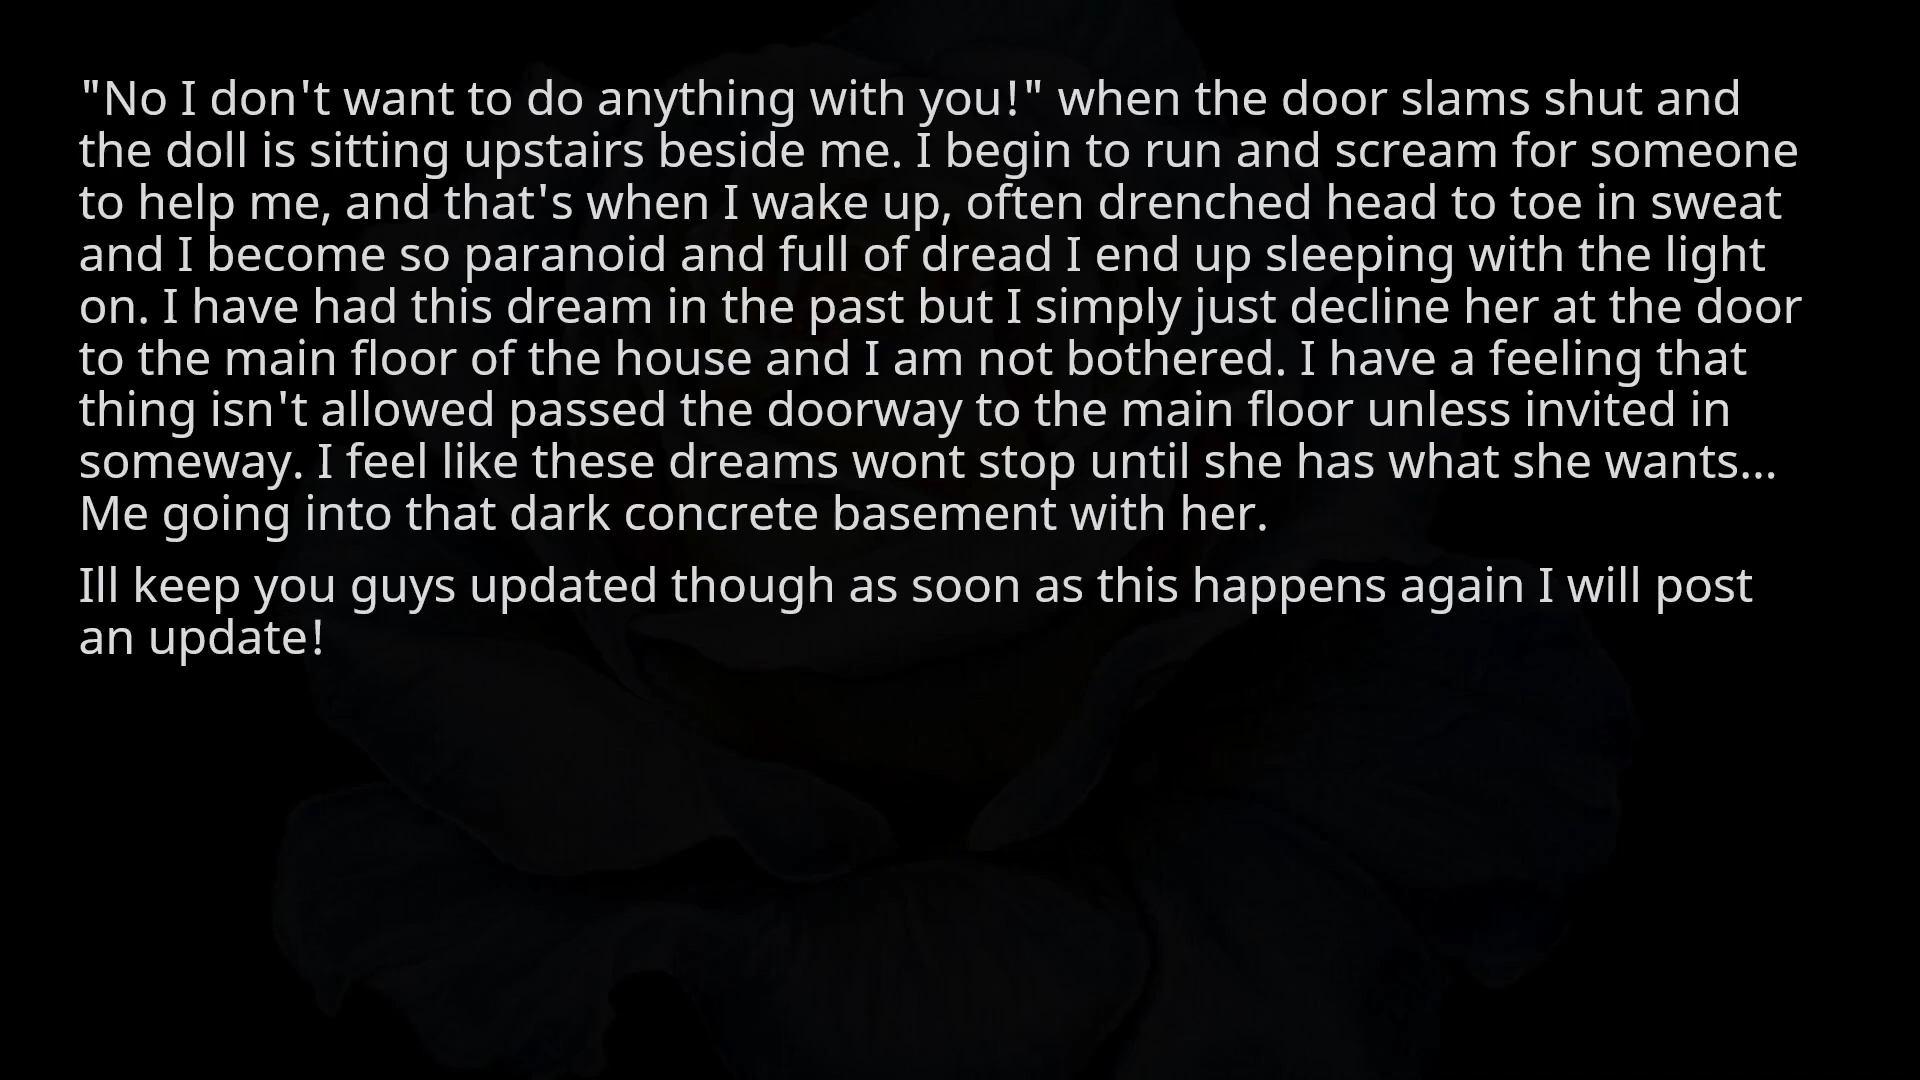 "No I don't want to do anything with you!" when the door slams shut and
the doll is sitting upstairs beside me. I begin to run and scream for someone
to help me, and that's when I wake up, often drenched head to toe in sweat
and I become so paranoid and full of dread I end up sleeping with the light
on. I have had this dream in the past but I simply just decline her at the door
to the main floor of the house and I am not bothered. I have a feeling that
thing isn't allowed passed the doorway to the main floor unless invited in
someway. I feel like these dreams wont stop until she has what she wants...
Me going into that dark concrete basement with her.
Ill keep you guys updated though as soon as this happens again I will post
an update!